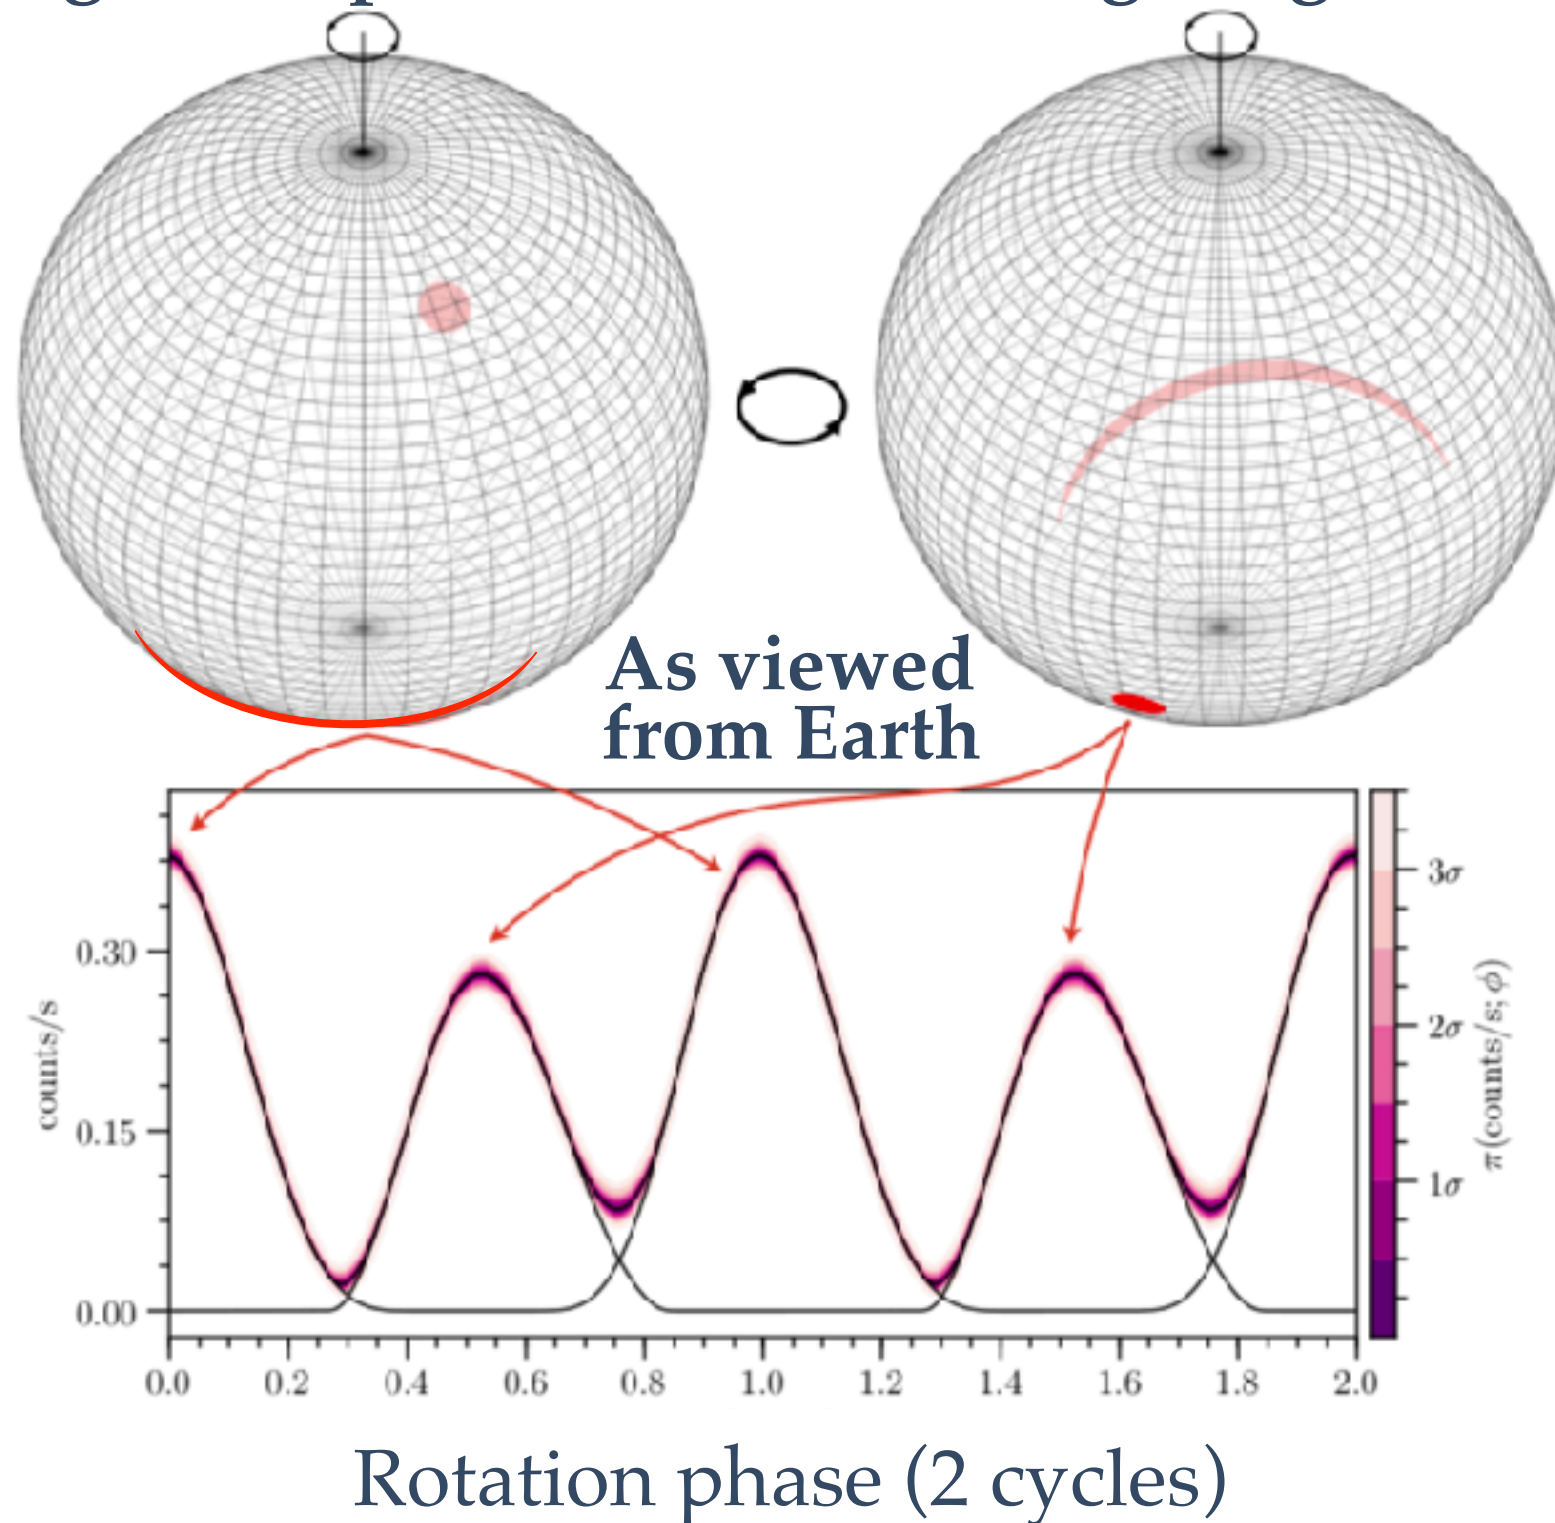 As viewed
from Earth
counts/s
0.30
0.15
0.00
0.0 0.2 0.4 0.6 0.8 1.0 1.2 1.4 1.6 1.8 2.0
3σ
2σ
1σ
π(counts/s; ϕ)
Rotation phase (2 cycles)